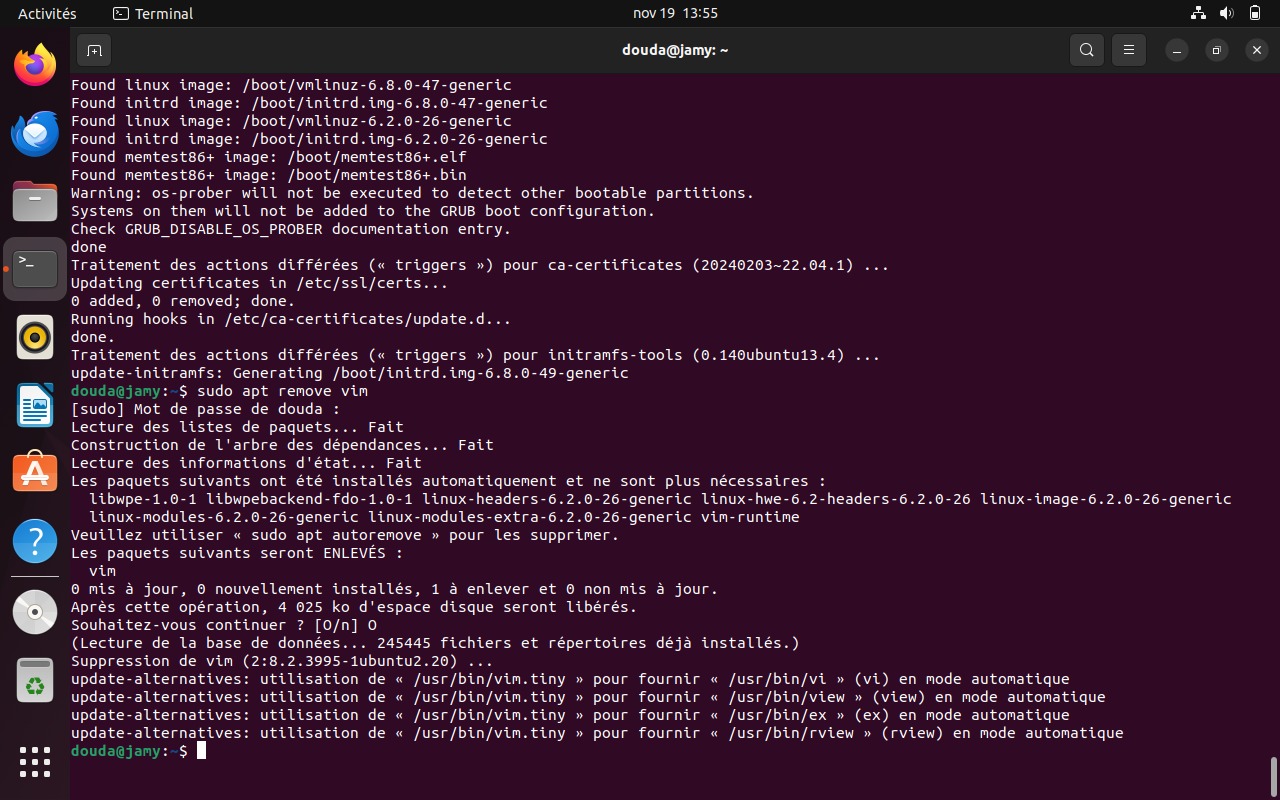 Activités Terminal nov 19 13:55
douda@jamy: ~
Found linux image: /boot/vmlinuz-6.8.0-47-generic
Found initrd image: /boot/initrd.img-6.8.0-47-generic
Found linux image: /boot/vmlinuz-6.2.0-26-generic
Found initrd image: /boot/initrd.img-6.2.0-26-generic
Found memtest86+ image: /boot/memtest86+.elf
Found memtest86+ image: /boot/memtest86+.bin
Warning: os-prober will not be executed to detect other bootable partitions.
Systems on them will not be added to the GRUB boot configuration.
Check GRUB_DISABLE_OS_PROBER documentation entry.
done
Traitement des actions différées (« triggers ») pour ca-certificates (20240203~22.04.1) ...
Updating certificates in /etc/ssl/certs...
0 added, 0 removed; done.
Running hooks in /etc/ca-certificates/update.d...
done.
Traitement des actions différées (« triggers ») pour initramfs-tools (0.140ubuntu13.4) ...
update-initramfs: Generating /boot/initrd.img-6.8.0-49-generic
douda@jamy:~$ sudo apt remove vim
[sudo] Mot de passe de douda :
Lecture des listes de paquets... Fait
Construction de l'arbre des dépendances... Fait
Lecture des informations d'état... Fait
Les paquets suivants ont été installés automatiquement et ne sont plus nécessaires :
  libwpe-1.0-1 libwpebackend-fdo-1.0-1 linux-headers-6.2.0-26-generic linux-hwe-6.2-headers-6.2.0-26 linux-image-6.2.0-26-generic
  linux-modules-6.2.0-26-generic linux-modules-extra-6.2.0-26-generic vim-runtime
Veuillez utiliser « sudo apt autoremove » pour les supprimer.
Les paquets suivants seront ENLEVÉS :
  vim
0 mis à jour, 0 nouvellement installés, 1 à enlever et 0 non mis à jour.
Après cette opération, 4 025 ko d'espace disque seront libérés.
Souhaitez-vous continuer ? [O/n] O
(Lecture de la base de données... 245445 fichiers et répertoires déjà installés.)
Suppression de vim (2:8.2.3995-1ubuntu2.20) ...
update-alternatives: utilisation de « /usr/bin/vim.tiny » pour fournir « /usr/bin/vi » (vi) en mode automatique
update-alternatives: utilisation de « /usr/bin/vim.tiny » pour fournir « /usr/bin/view » (view) en mode automatique
update-alternatives: utilisation de « /usr/bin/vim.tiny » pour fournir « /usr/bin/ex » (ex) en mode automatique
update-alternatives: utilisation de « /usr/bin/vim.tiny » pour fournir « /usr/bin/rview » (rview) en mode automatique
douda@jamy:~$